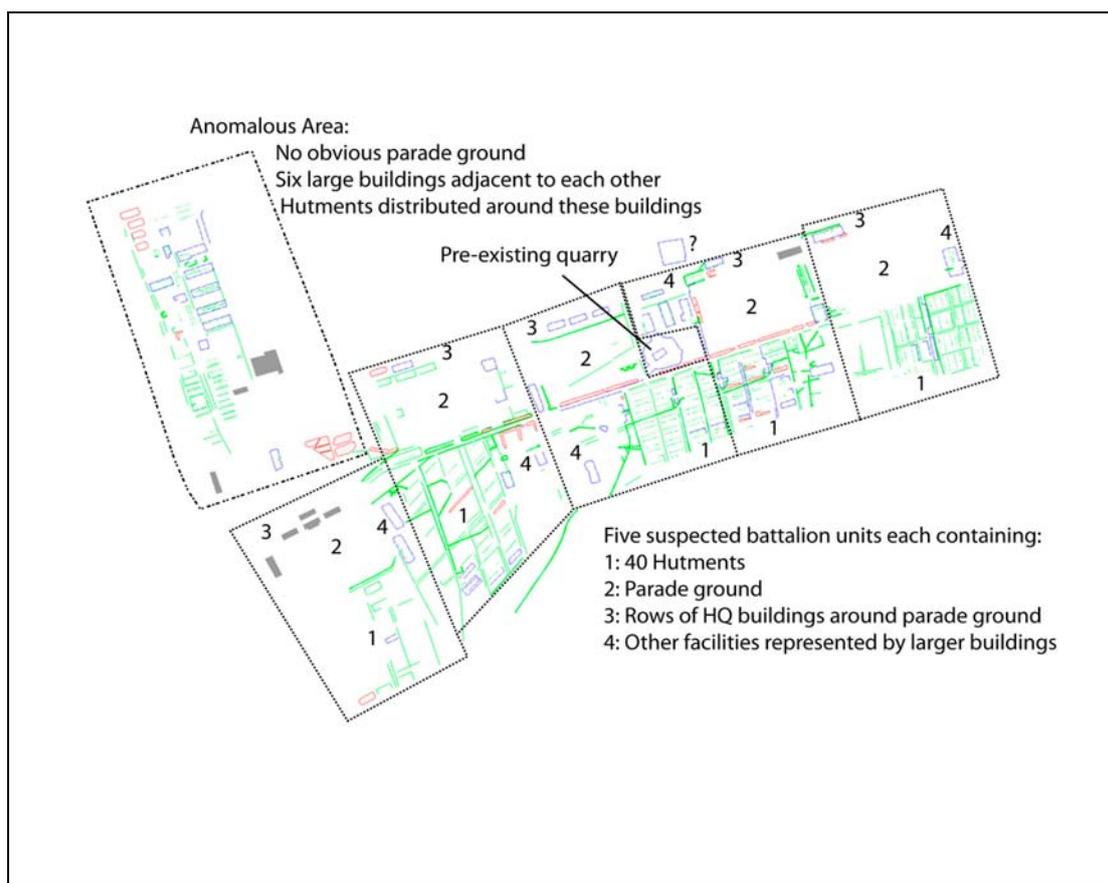 Anomalous Area:
No obvious parade ground
Six large buildings adjacent to each other
Hutments distributed around these buildings
Pre-existing quarry
?
3
4
3
4
2
3
2
4
2
3
2
1
4
4
1
1
1
3
2
4
1
1
Five suspected battalion units each containing:
1: 40 Hutments
2: Parade ground
3: Rows of HQ buildings around parade ground
4: Other facilities represented by larger buildings